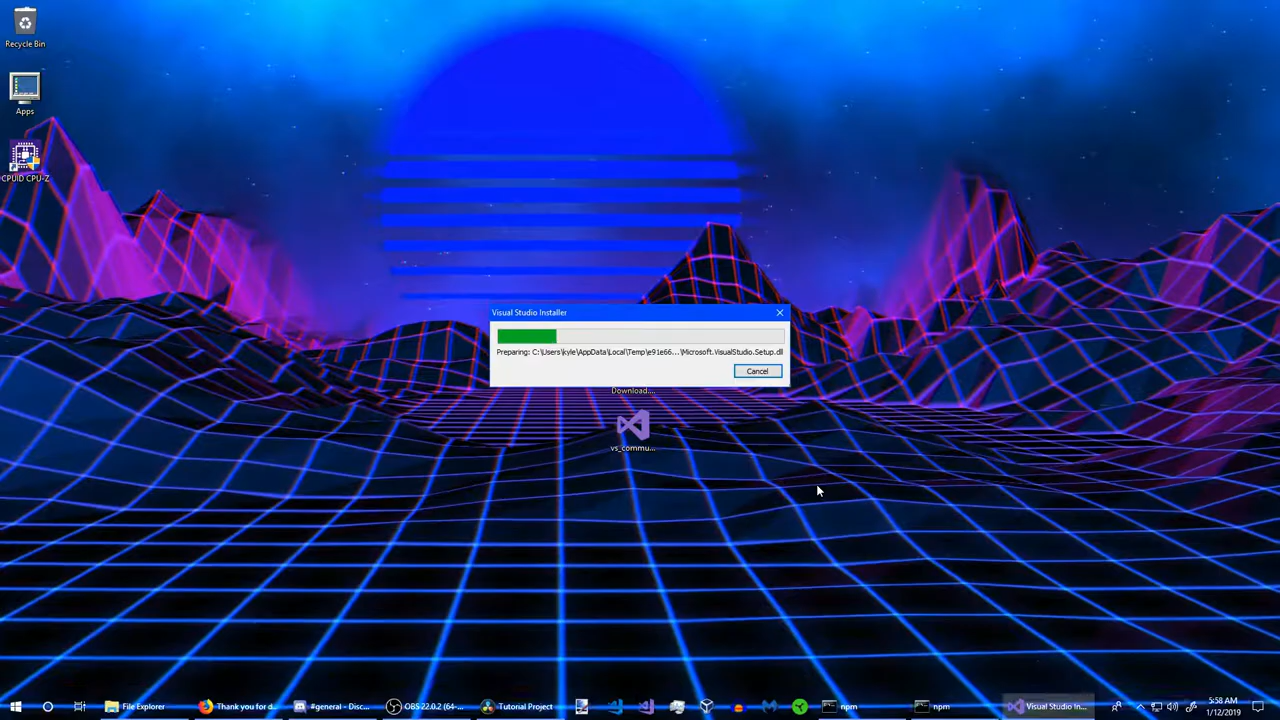 Recycle Bin
Apps
CPUID CPU-Z
Visual Studio Installer
Preparing: C:\Users\kyle\AppData\Local\Temp\e91e66...\Microsoft.VisualStudio.Setup.dll
Cancel
Download....
vs_commu...
File Explorer
Thank you for d...
#general - Disc...
OBS 22.0.2 (64-...
Tutorial Project
npm
npm
Visual Studio In...
5:58 AM
1/12/2019